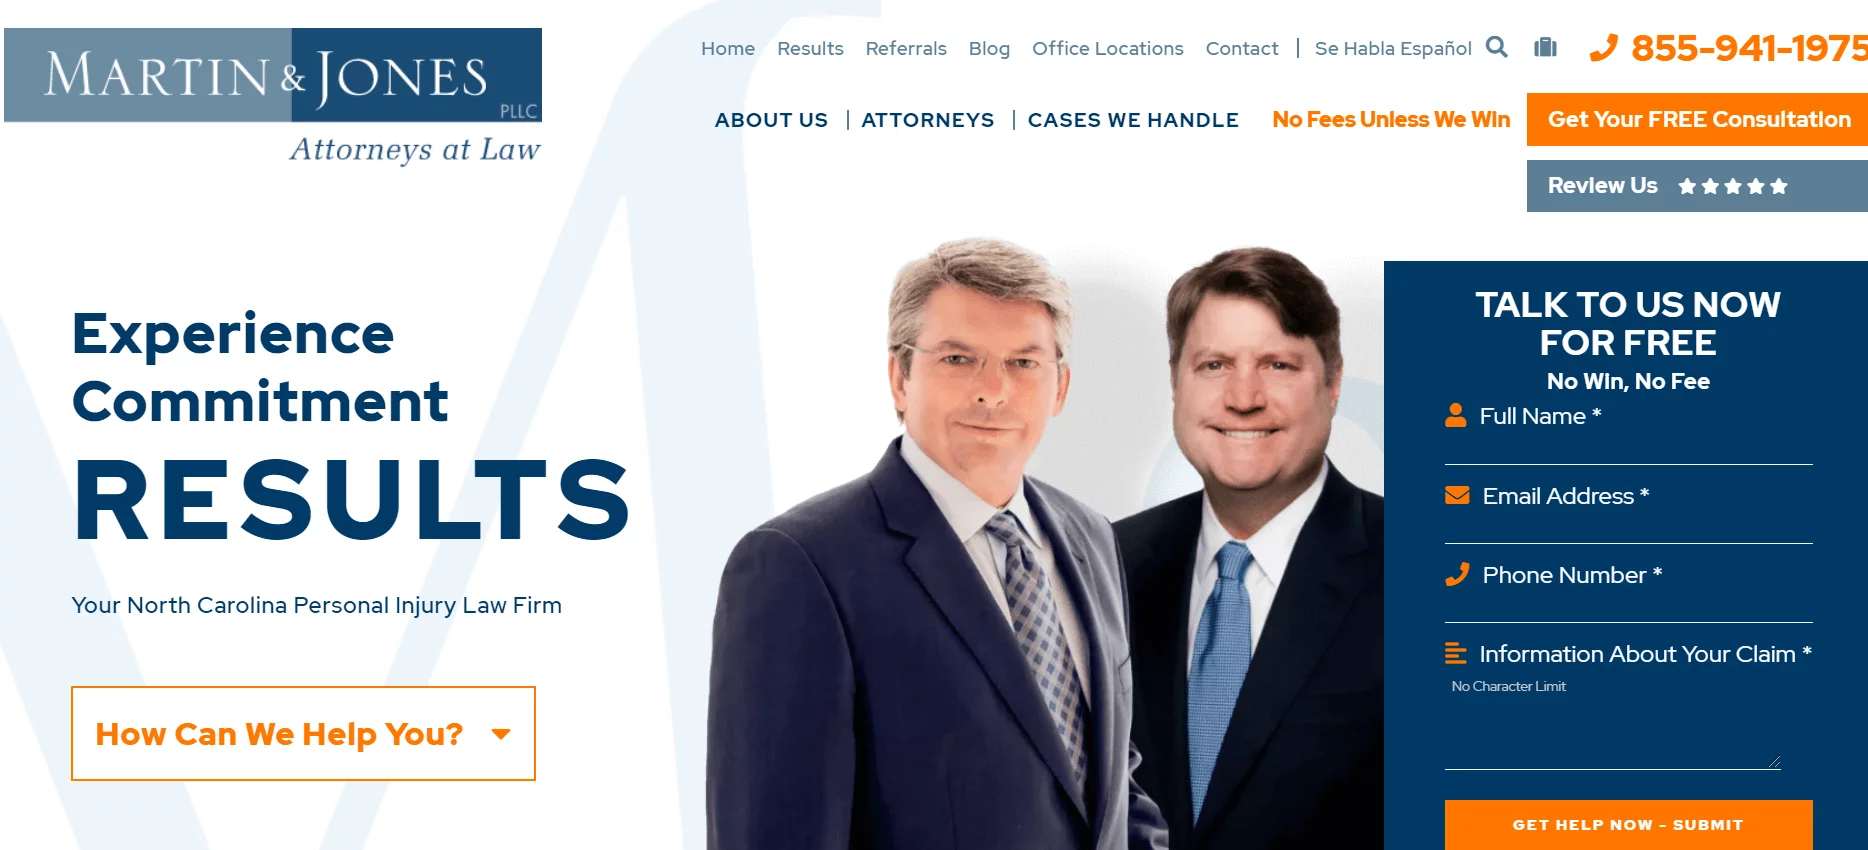 MARTIN & JONES
PLLC
Attorneys at Law
Home Results Referrals Blog Office Locations Contact | Se Habla Español
855-941-1975
ABOUT US | ATTORNEYS | CASES WE HANDLE
No Fees Unless We Win
Get Your FREE Consultation
Review Us
Experience
Commitment
RESULTS
Your North Carolina Personal Injury Law Firm
How Can We Help You?
TALK TO US NOW
FOR FREE
No Win, No Fee
Full Name *
Email Address *
Phone Number *
Information About Your Claim *
No Character Limit
GET HELP NOW - SUBMIT